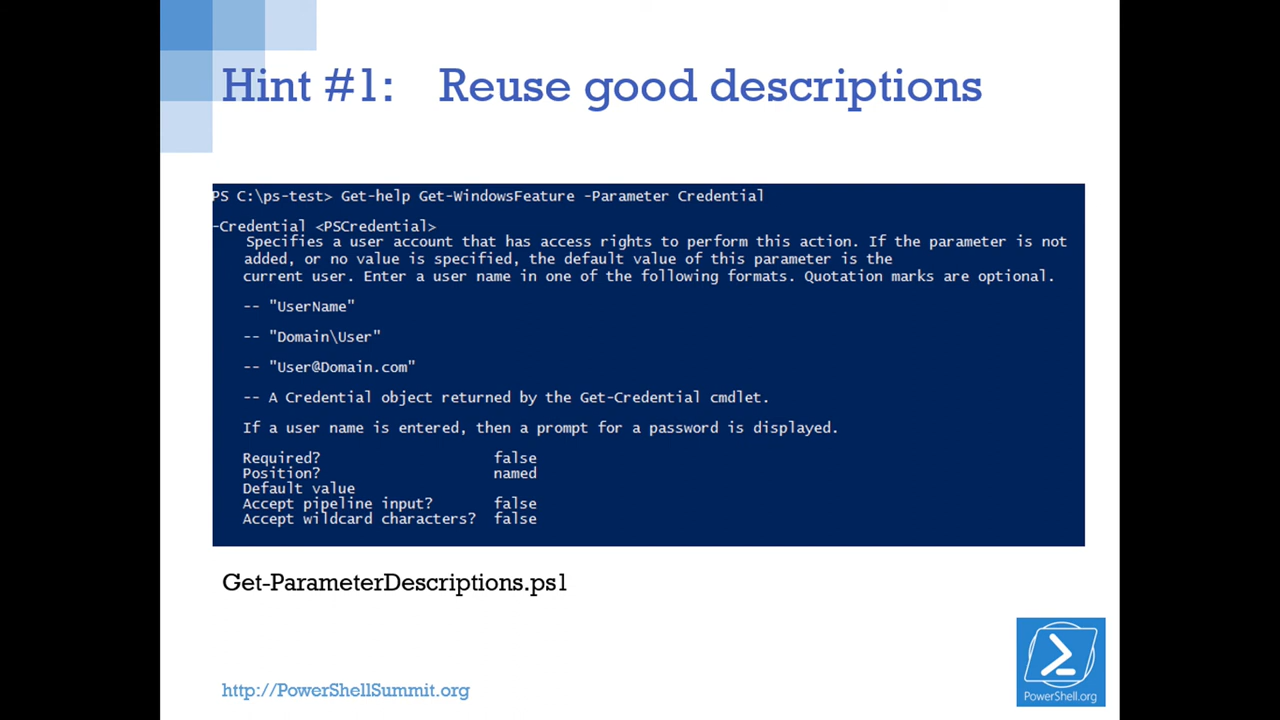 Hint #1: Reuse good descriptions
PS C:\ps-test> Get-help Get-WindowsFeature -Parameter Credential
-Credential <PSCredential>
Specifies a user account that has access rights to perform this action. If the parameter is not
added, or no value is specified, the default value of this parameter is the
current user. Enter a user name in one of the following formats. Quotation marks are optional.
-- "UserName"
-- "Domain\User"
-- "User@Domain.com"
-- A Credential object returned by the Get-Credential cmdlet.
If a user name is entered, then a prompt for a password is displayed.
Required? false
Position? named
Default value
Accept pipeline input? false
Accept wildcard characters? false
Get-ParameterDescriptions.ps1
http://PowerShellSummit.org
PowerShell.org